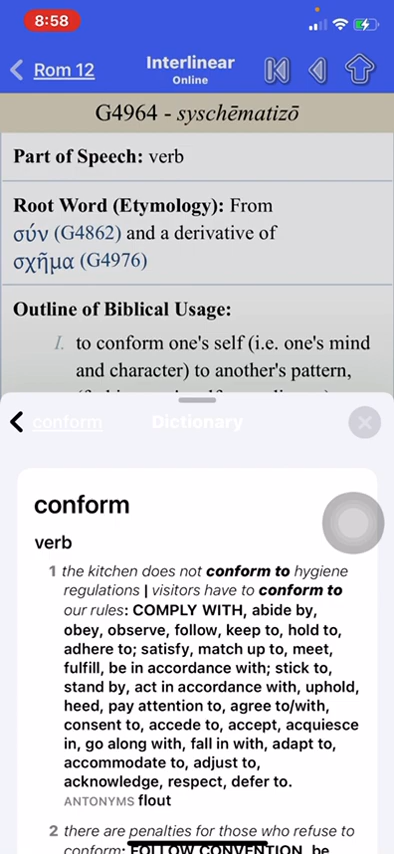 8:58
Rom 12
Interlinear
Online
G4964 - syschēmatizō
Part of Speech: verb
Root Word (Etymology): From
σύν (G4862) and a derivative of
σχῆμα (G4976)
Outline of Biblical Usage:
I. to conform one's self (i.e. one's mind
and character) to another's pattern,
conform
Dictionary
conform
verb
1 the kitchen does not conform to hygiene
regulations | visitors have to conform to
our rules: COMPLY WITH, abide by,
obey, observe, follow, keep to, hold to,
adhere to; satisfy, match up to, meet,
fulfill, be in accordance with; stick to,
stand by, act in accordance with, uphold,
heed, pay attention to, agree to/with,
consent to, accede to, accept, acquiesce
in, go along with, fall in with, adapt to,
accommodate to, adjust to,
acknowledge, respect, defer to.
ANTONYMS flout
2 there are penalties for those who refuse to
conform: FOLLOW CONVENTION, be